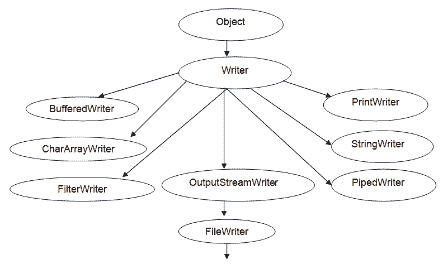 Object
Writer
BufferedWriter
PrintWriter
CharArrayWriter
StringWriter
FilterWriter
OutputStreamWriter
PipedWriter
FileWriter